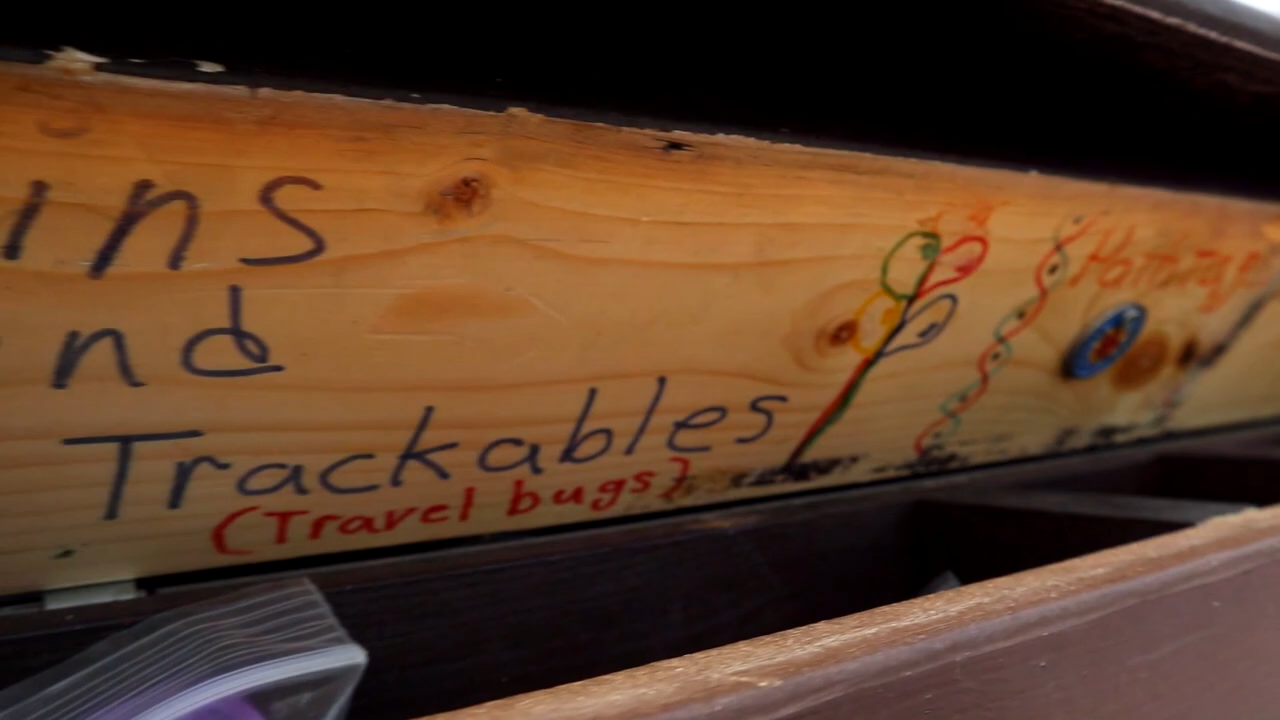 ins
nd
Trackables
(Travel bugs)